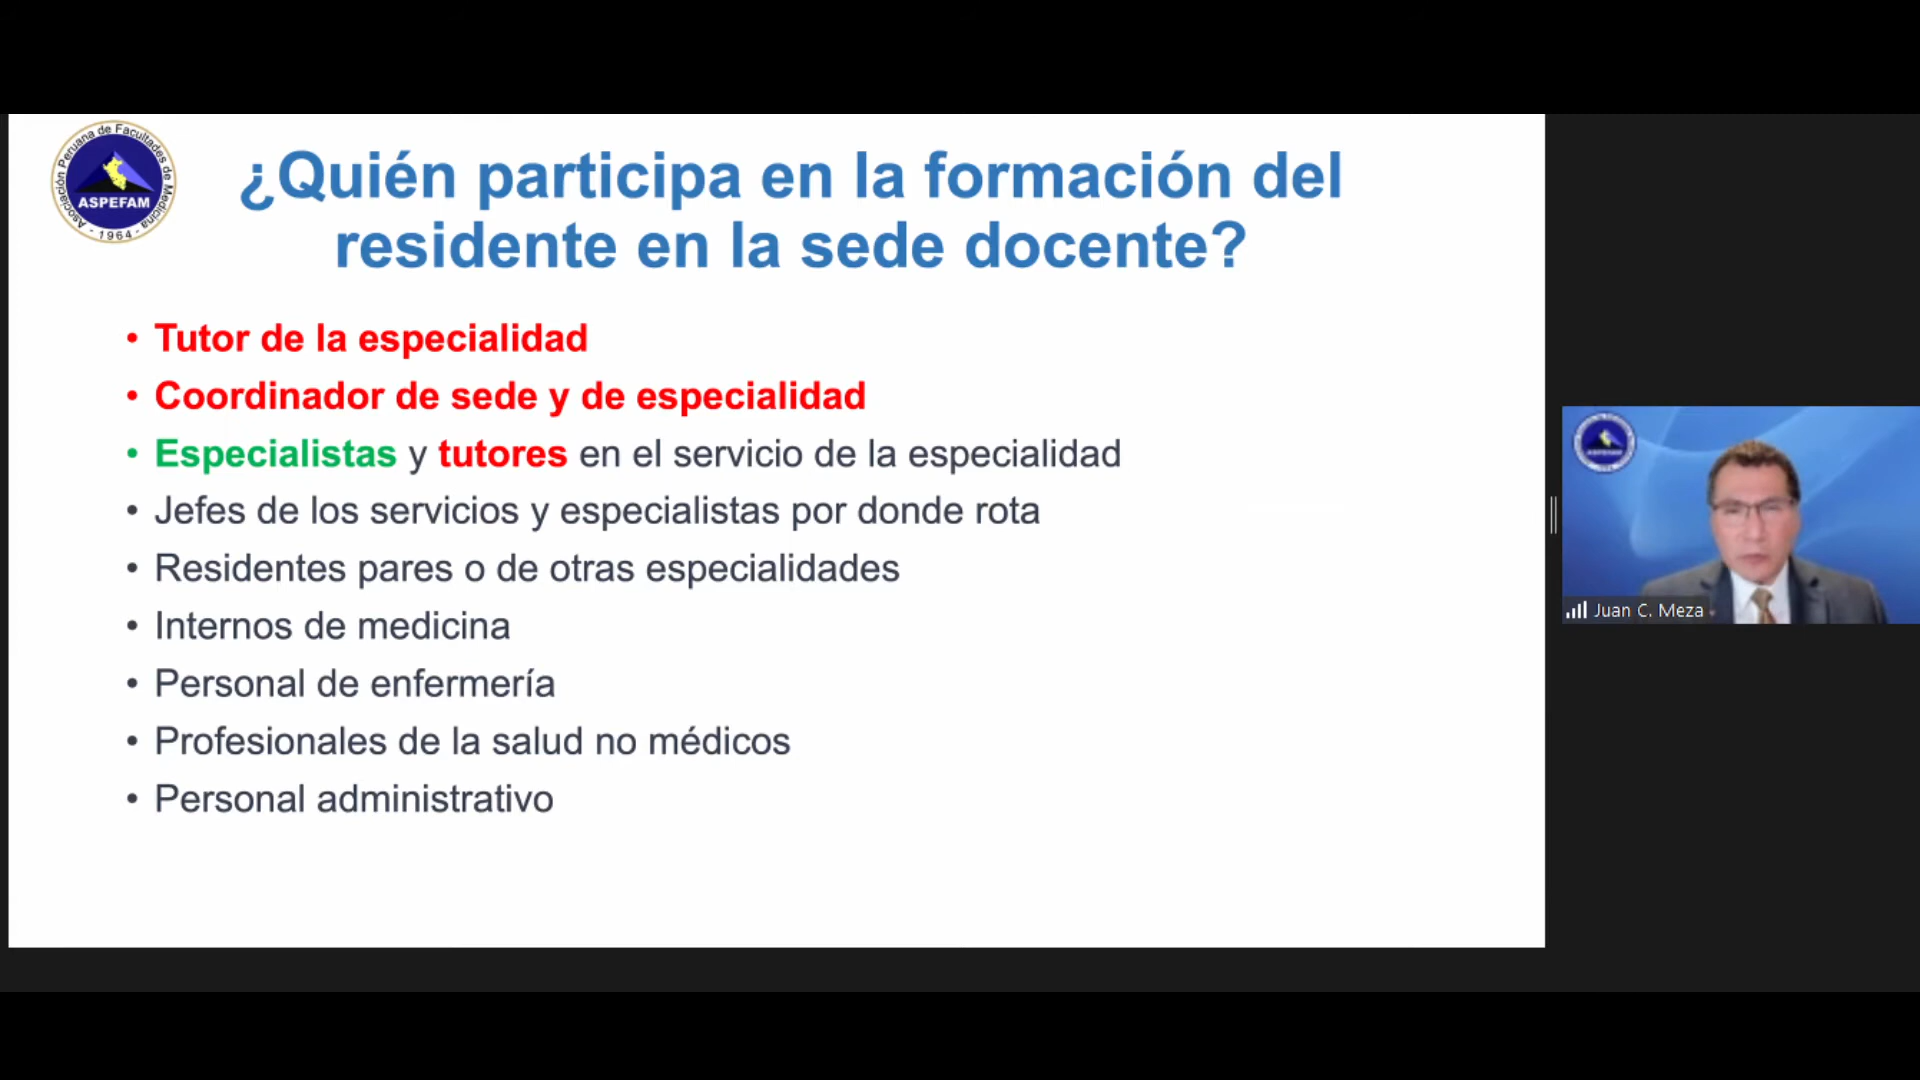 Asociación Peruana de Facultades de Medicina
ASPEFAM
- 1964 -
¿Quién participa en la formación del
residente en la sede docente?
• Tutor de la especialidad
• Coordinador de sede y de especialidad
• Especialistas y tutores en el servicio de la especialidad
• Jefes de los servicios y especialistas por donde rota
• Residentes pares o de otras especialidades
• Internos de medicina
• Personal de enfermería
• Profesionales de la salud no médicos
• Personal administrativo
ASPEFAM
Juan C. Meza